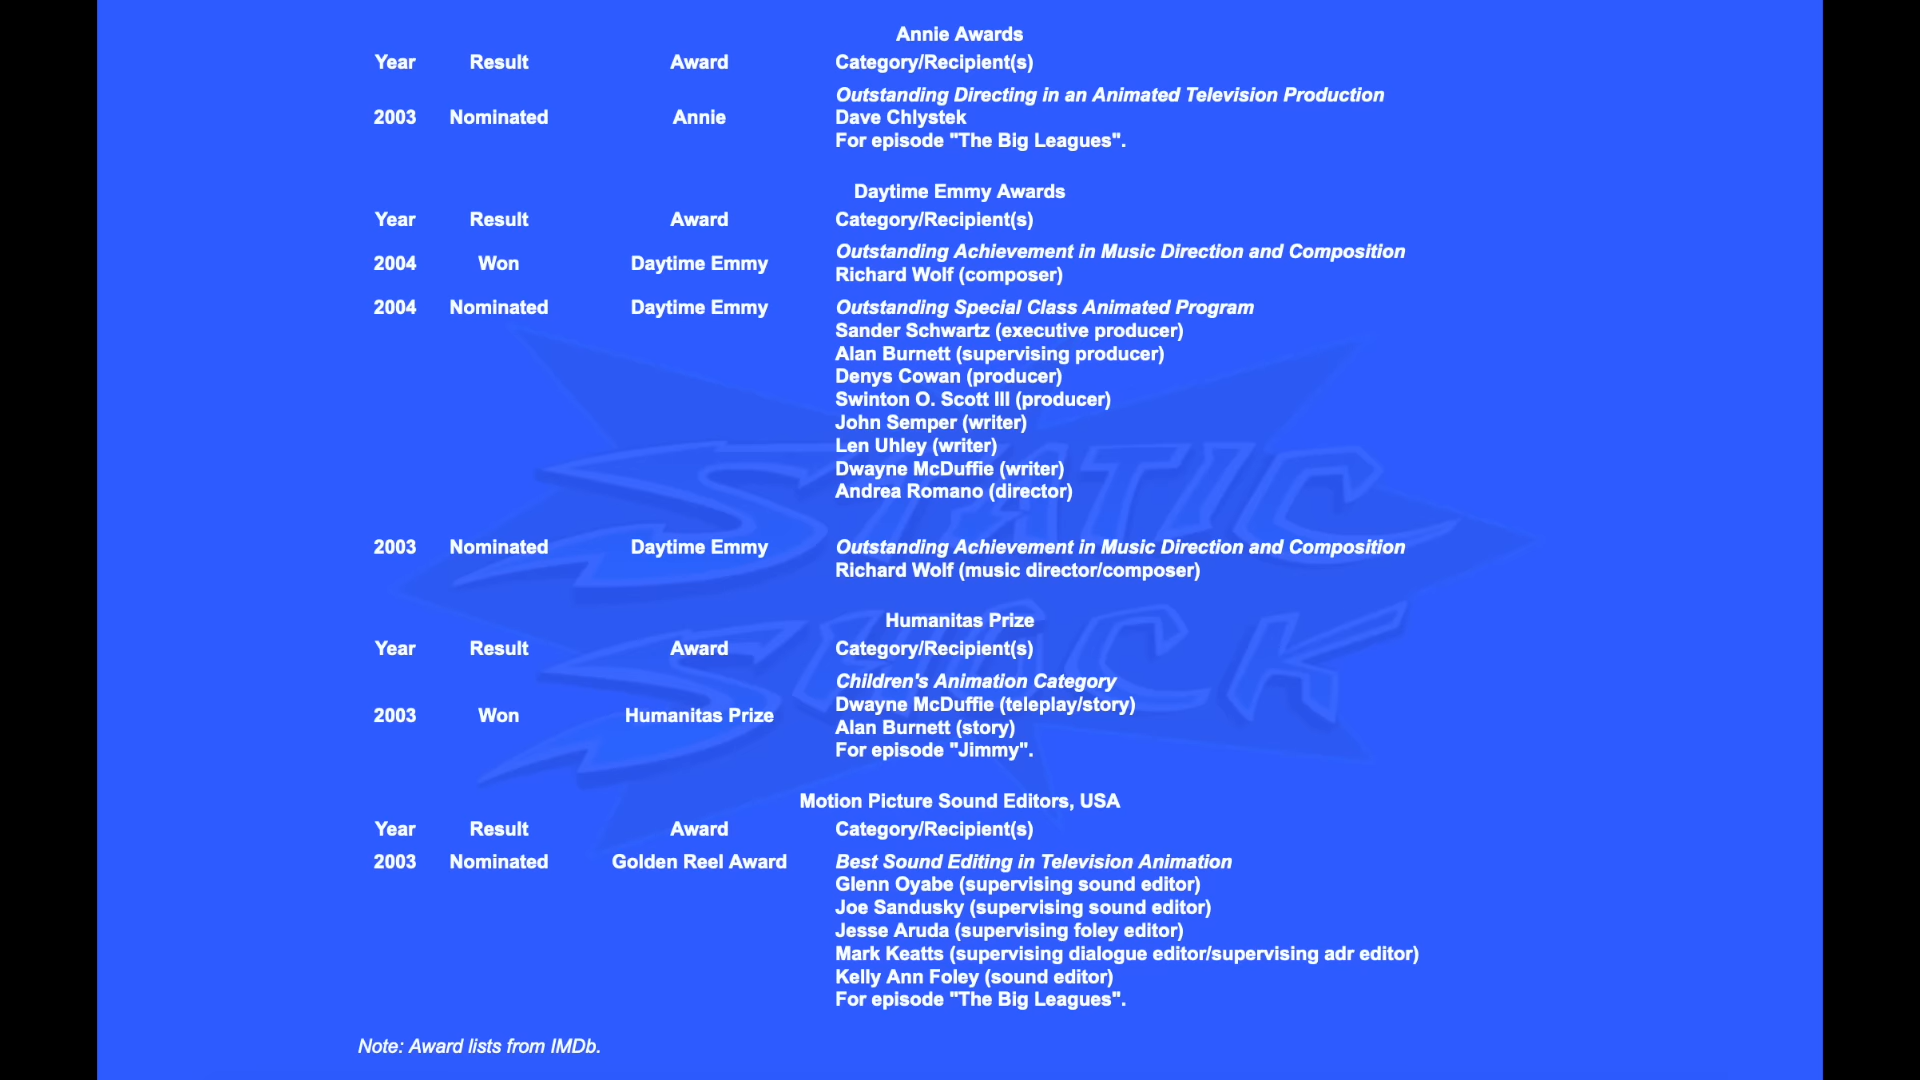 Annie Awards
Year Result Award Category/Recipient(s)
Outstanding Directing in an Animated Television Production
2003 Nominated Annie Dave Chlystek
For episode "The Big Leagues".
Daytime Emmy Awards
Year Result Award Category/Recipient(s)
Outstanding Achievement in Music Direction and Composition
2004 Won Daytime Emmy
Richard Wolf (composer)
2004 Nominated Daytime Emmy Outstanding Special Class Animated Program
Sander Schwartz (executive producer)
Alan Burnett (supervising producer)
Denys Cowan (producer)
Swinton O. Scott III (producer)
John Semper (writer)
Len Uhley (writer)
Dwayne McDuffie (writer)
Andrea Romano (director)
STATIC
2003 Nominated Daytime Emmy Outstanding Achievement in Music Direction and Composition
Richard Wolf (music director/composer)
SHOCK
Humanitas Prize
Year Result Award Category/Recipient(s)
Children's Animation Category
Dwayne McDuffie (teleplay/story)
2003 Won Humanitas Prize
Alan Burnett (story)
For episode "Jimmy".
Motion Picture Sound Editors, USA
Year Result Award Category/Recipient(s)
2003 Nominated Golden Reel Award Best Sound Editing in Television Animation
Glenn Oyabe (supervising sound editor)
Joe Sandusky (supervising sound editor)
Jesse Aruda (supervising foley editor)
Mark Keatts (supervising dialogue editor/supervising adr editor)
Kelly Ann Foley (sound editor)
For episode "The Big Leagues".
Note: Award lists from IMDb.